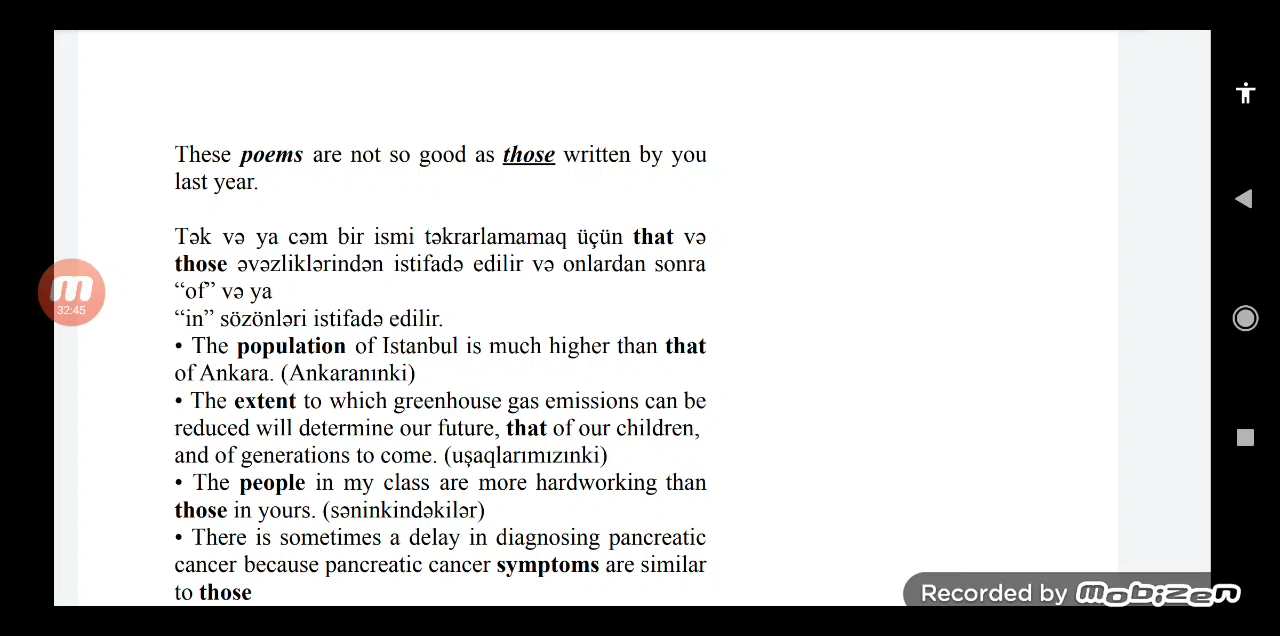 These poems are not so good as those written by you
last year.
Tək və ya cəm bir ismi təkrarlamamaq üçün that və
those əvəzliklərindən istifadə edilir və onlardan sonra
“of” və ya
“in” sözönləri istifadə edilir.
• The population of Istanbul is much higher than that
of Ankara. (Ankaranınki)
• The extent to which greenhouse gas emissions can be
reduced will determine our future, that of our children,
and of generations to come. (uşaqlarımızınki)
• The people in my class are more hardworking than
those in yours. (səninkindəkilər)
• There is sometimes a delay in diagnosing pancreatic
cancer because pancreatic cancer symptoms are similar
to those
32:45
Recorded by mobizen